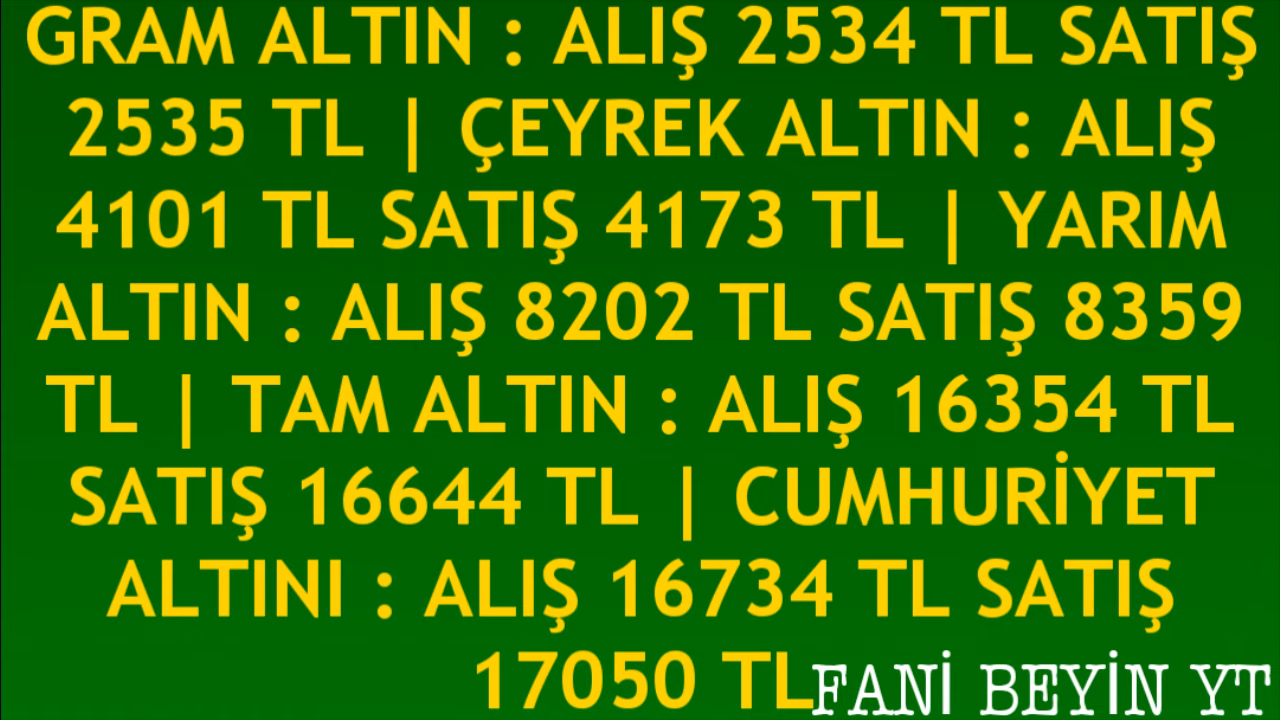 GRAM ALTIN : ALIŞ 2534 TL SATIŞ
2535 TL | ÇEYREK ALTIN : ALIŞ
4101 TL SATIŞ 4173 TL | YARIM
ALTIN : ALIŞ 8202 TL SATIŞ 8359
TL | TAM ALTIN : ALIŞ 16354 TL
SATIŞ 16644 TL | CUMHURİYET
ALTINI : ALIŞ 16734 TL SATIŞ
17050 TL
FANİ BEYİN YT